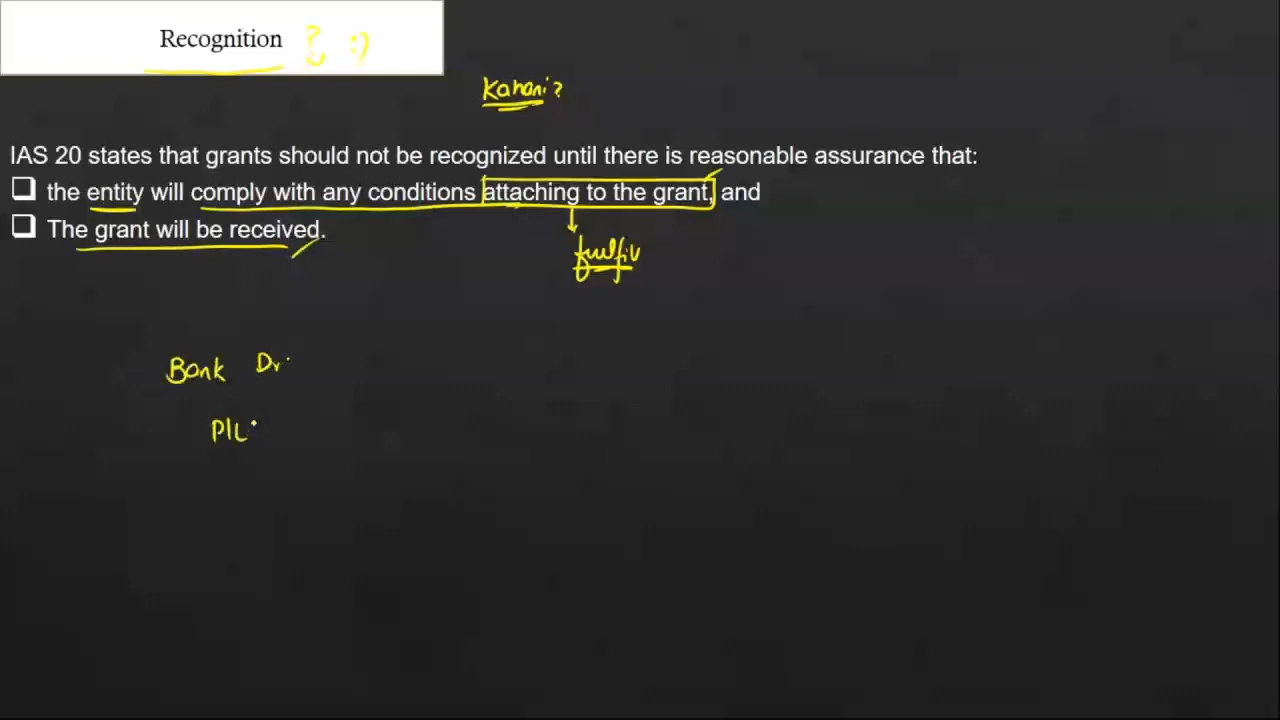 Recognition ? :)
Kahani?
IAS 20 states that grants should not be recognized until there is reasonable assurance that:
the entity will comply with any conditions attaching to the grant, and
The grant will be received.
fulfil
Bank Dr.
P/L